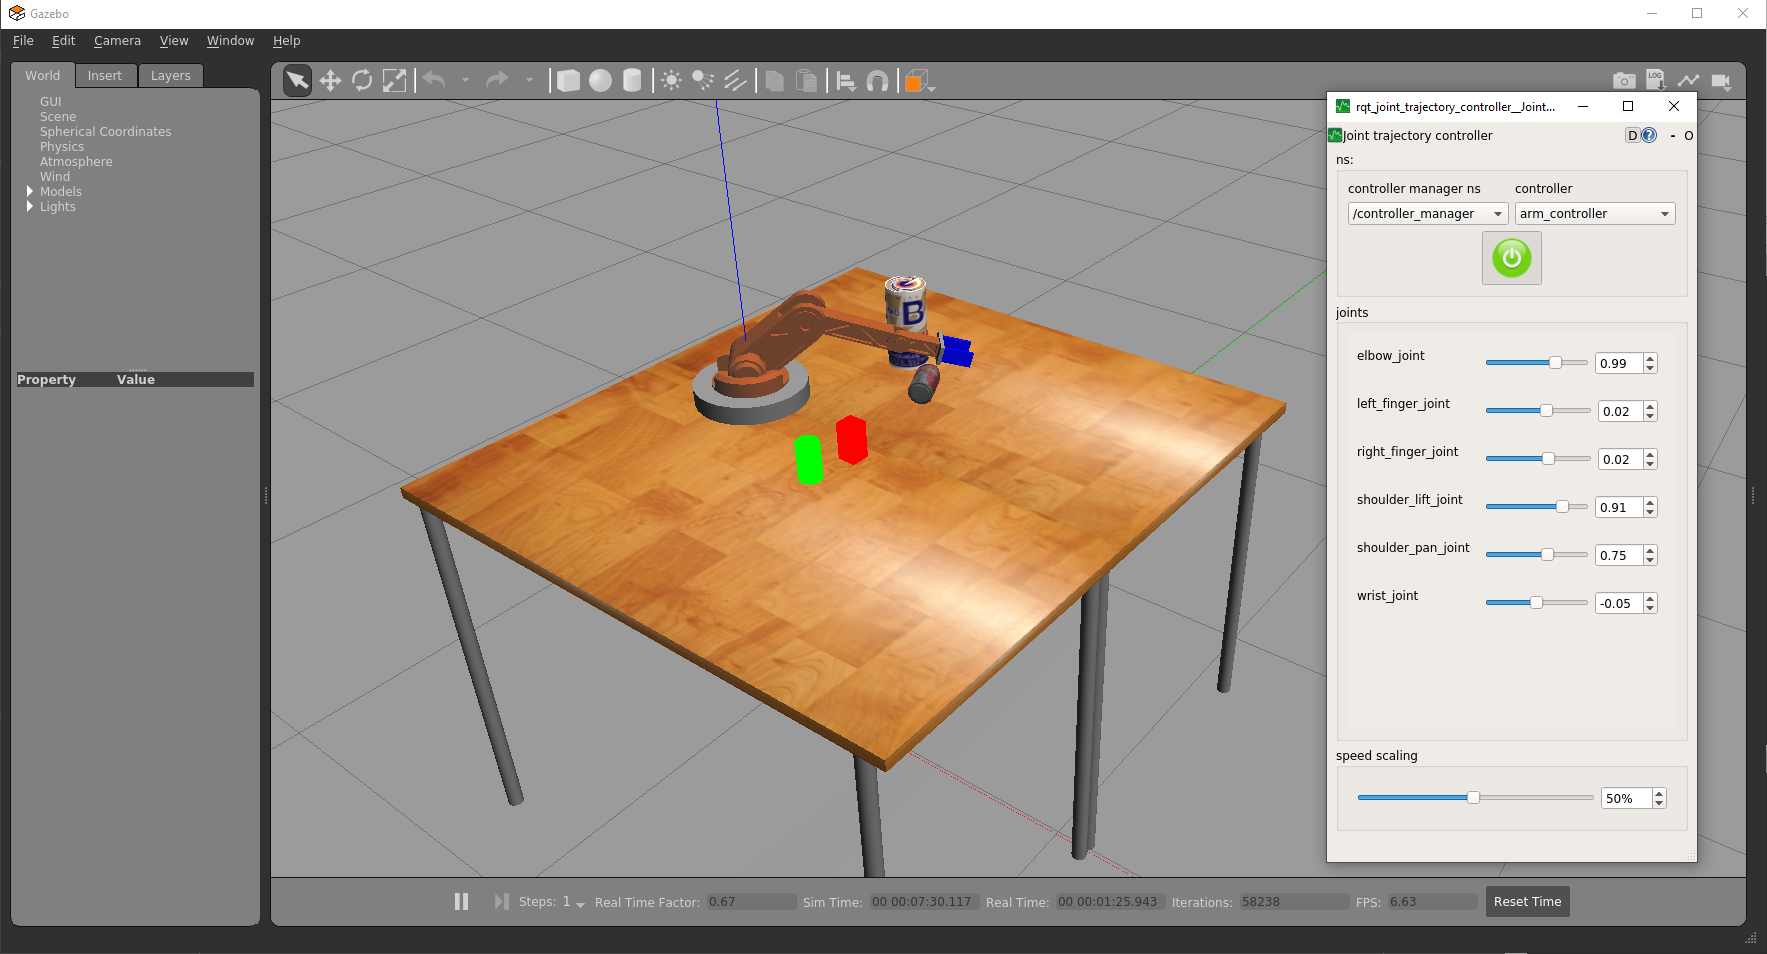 Gazebo
File Edit Camera View Window Help
World Insert Layers
GUI
Scene
Spherical Coordinates
Physics
Atmosphere
Wind
Models
Lights
Property Value
LOG
B
rqt_joint_trajectory_controller__Joint...
Joint trajectory controller
D ? - O
ns:
controller manager ns controller
/controller_manager arm_controller
joints
elbow_joint 0.99
left_finger_joint 0.02
right_finger_joint 0.02
shoulder_lift_joint 0.91
shoulder_pan_joint 0.75
wrist_joint -0.05
speed scaling
50%
Steps: 1 Real Time Factor: 0.67 Sim Time: 00 00:07:30.117 Real Time: 00 00:01:25.943 Iterations: 58238 FPS: 6.63 Reset Time